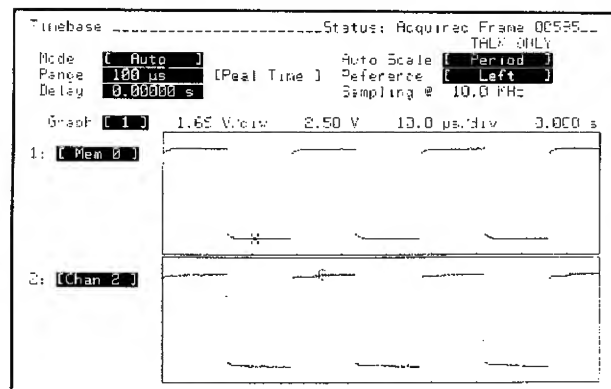 Timebase Status: Acquired Frame 00595
TALK ONLY
Mode [ Auto ] Auto Scale [ Period ]
Range 100 µs [Real Time ] Reference [ Left ]
Delay 0.00000 s Sampling @ 10.0 MHz
Graph [ 1 ] 1.65 V/div 2.50 V 10.0 µs/div 0.000 s
1: [ Mem 0 ]
2: [Chan 2 ]